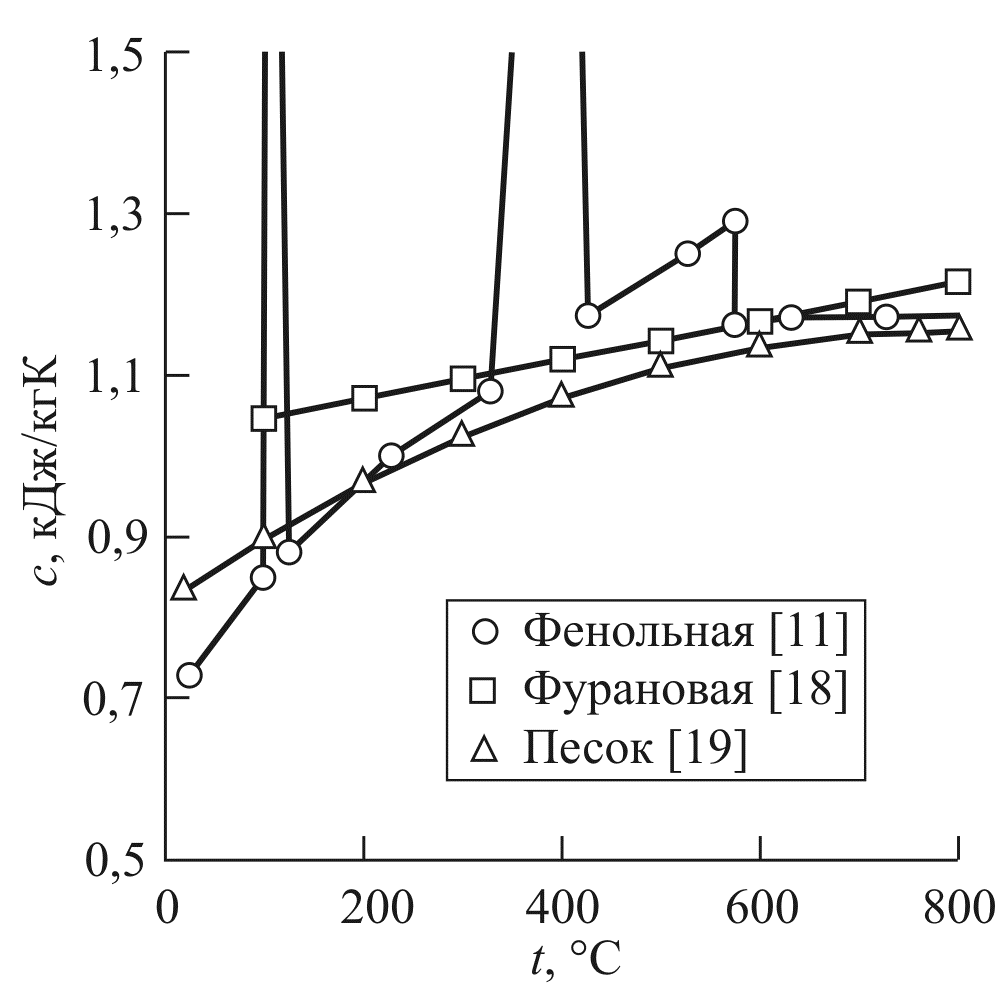 1,5
1,3
1,1
0,9
0,7
0,5
c, кДж/кгК
Фенольная [11]
Фурановая [18]
Песок [19]
0 200 400 600 800
t, °C